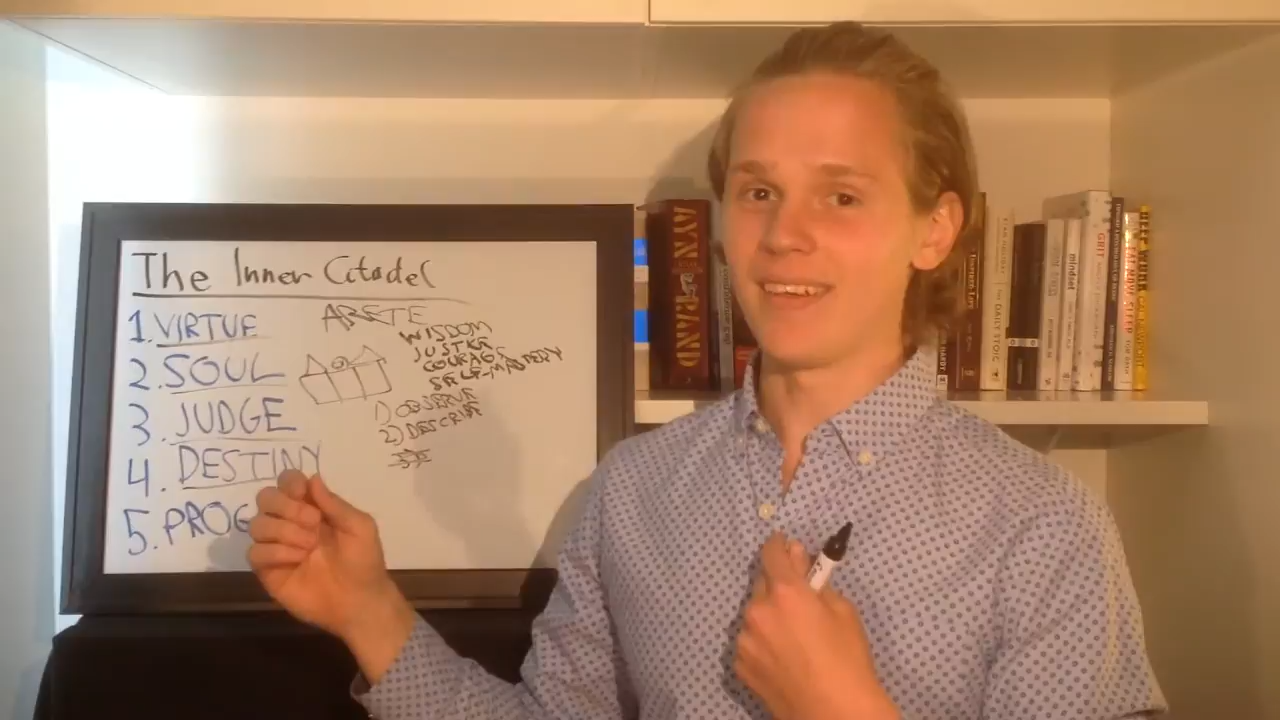 The Inner Citadel
1. VIRTUE
2. SOUL
3. JUDGE
4. DESTINY
5. PROG
ARETE
WISDOM
JUSTICE
COURAGE
SELF-MASTERY
1) OBSERVE
2) DESCRIBE
AYN
RAND
THE DAILY STOIC
mindset
GRIT